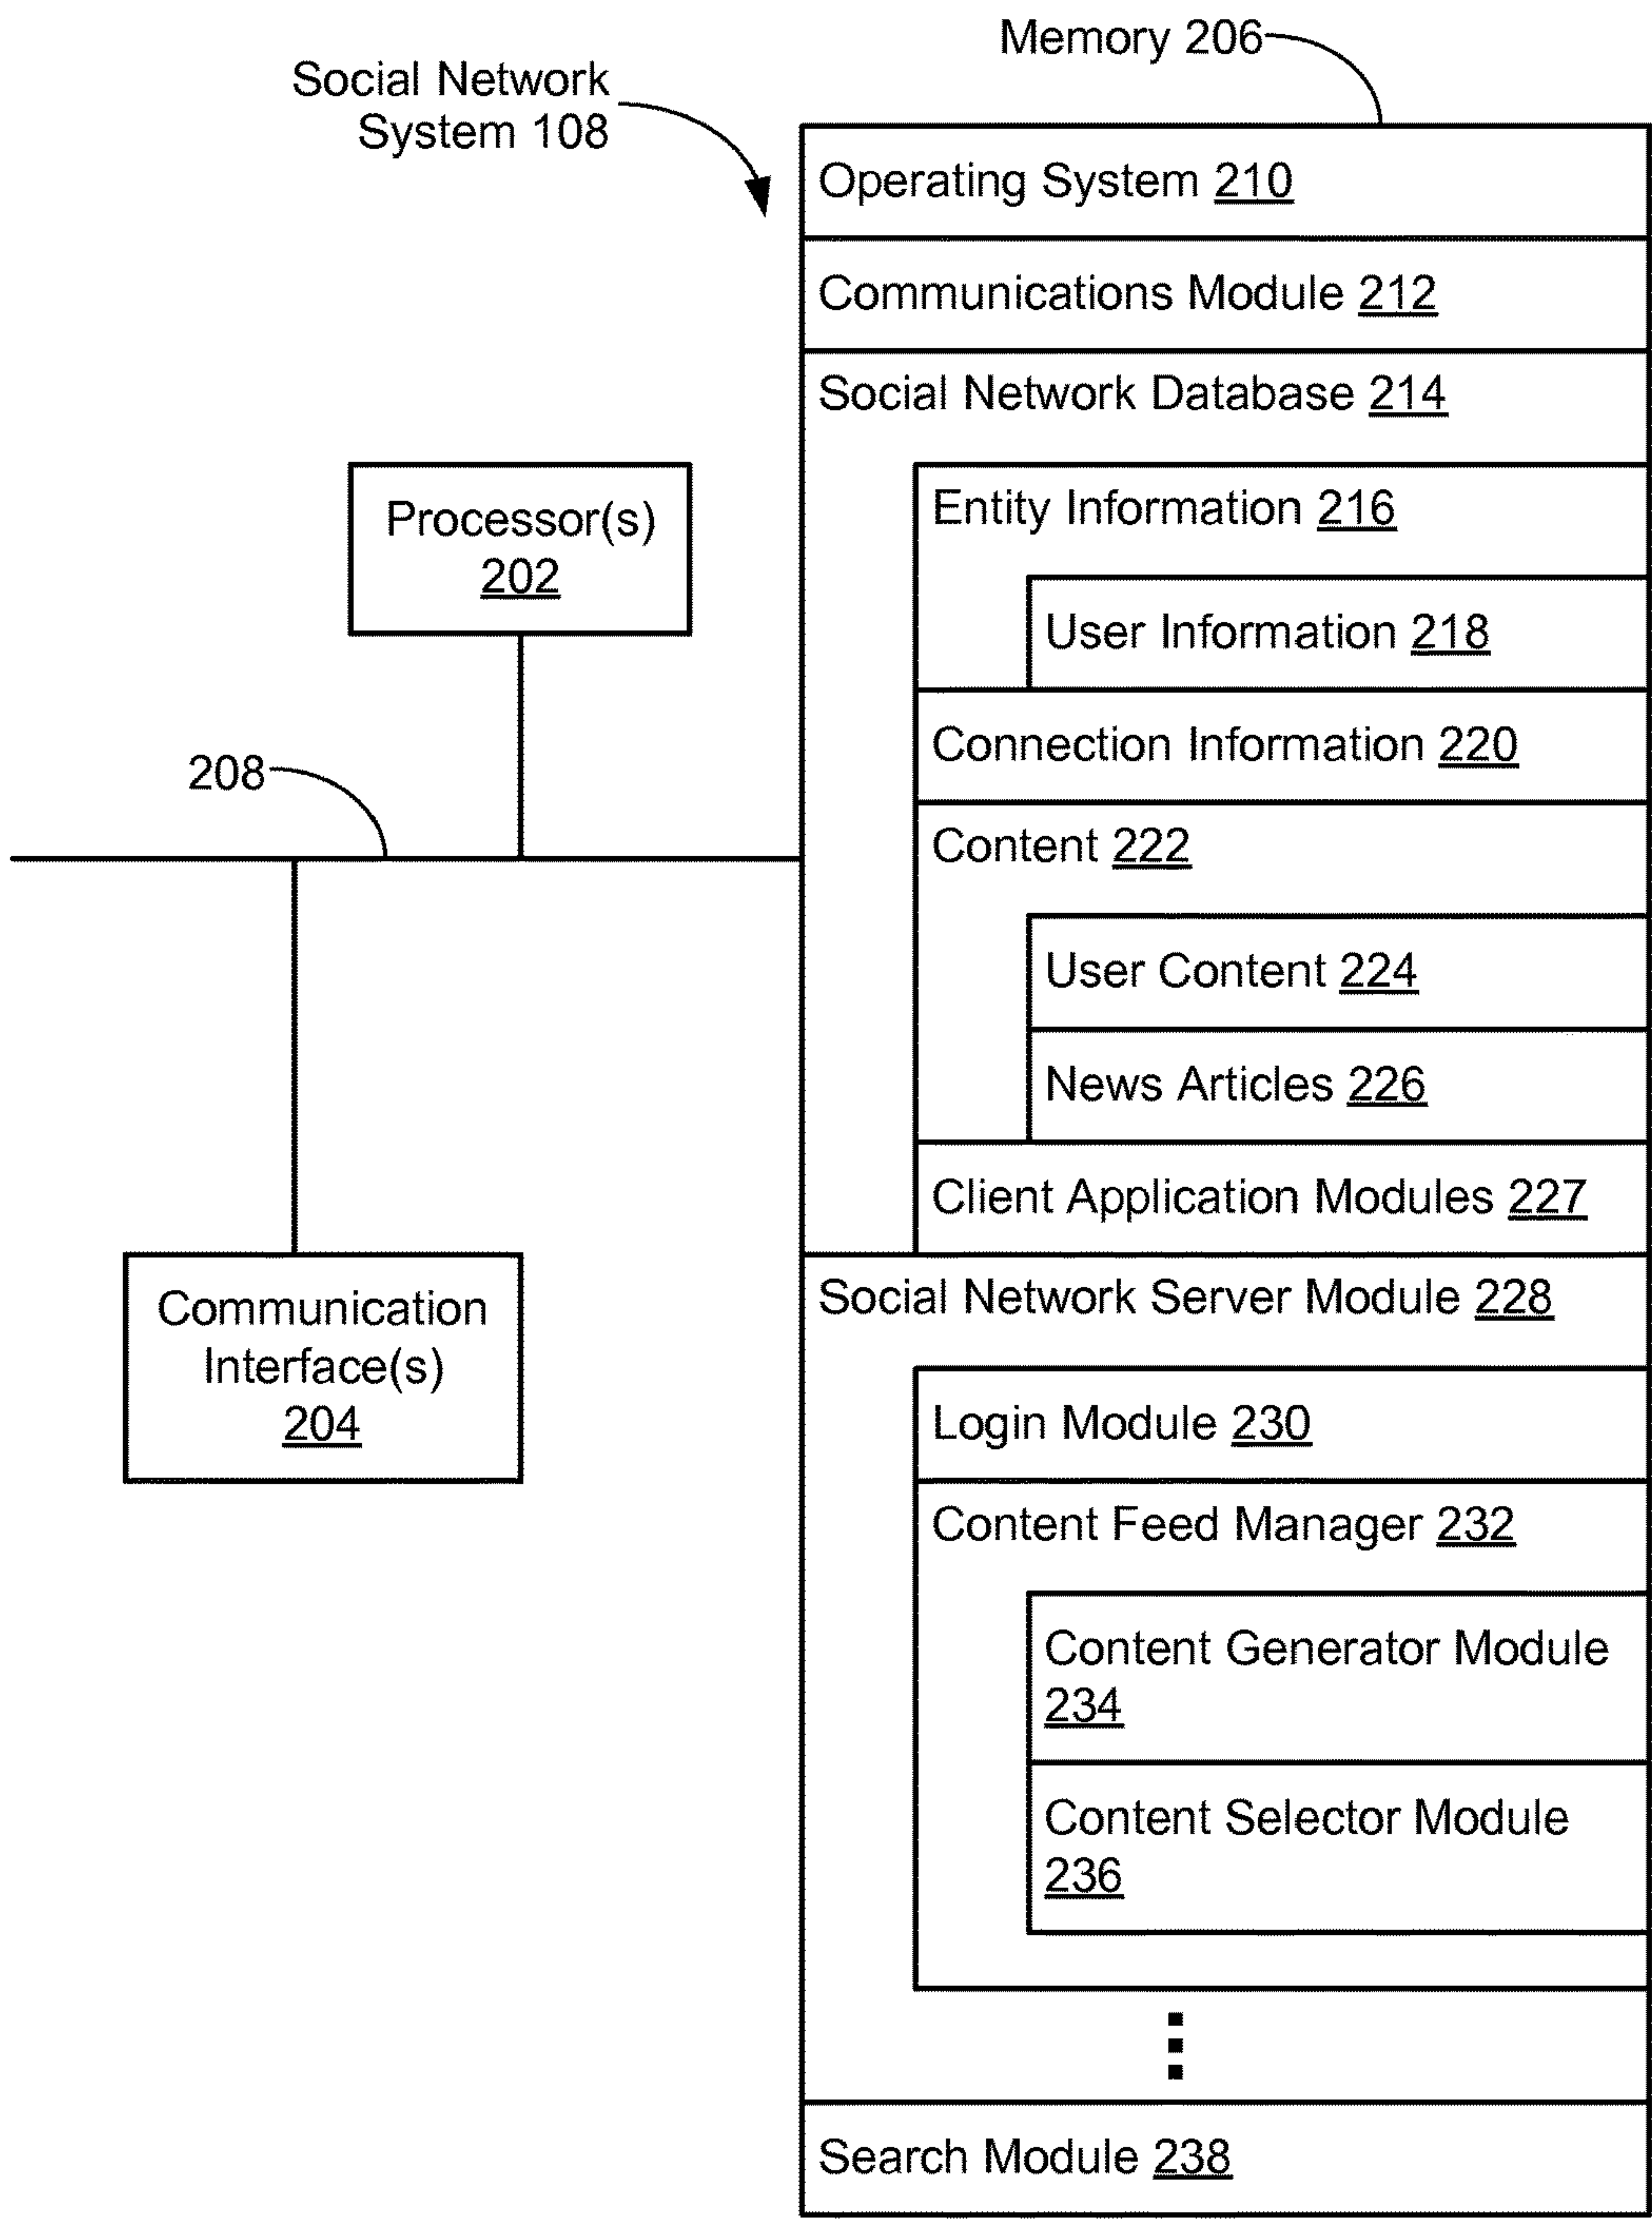 Memory 206
Social Network
System 108
Operating System 210
Communications Module 212
Social Network Database 214
Processor(s)
202
Entity Information 216
User Information 218
Connection Information 220
208
Content 222
User Content 224
News Articles 226
Client Application Modules 227
Communication
Interface(s)
204
Social Network Server Module 228
Login Module 230
Content Feed Manager 232
Content Generator Module
234
Content Selector Module
236
Search Module 238